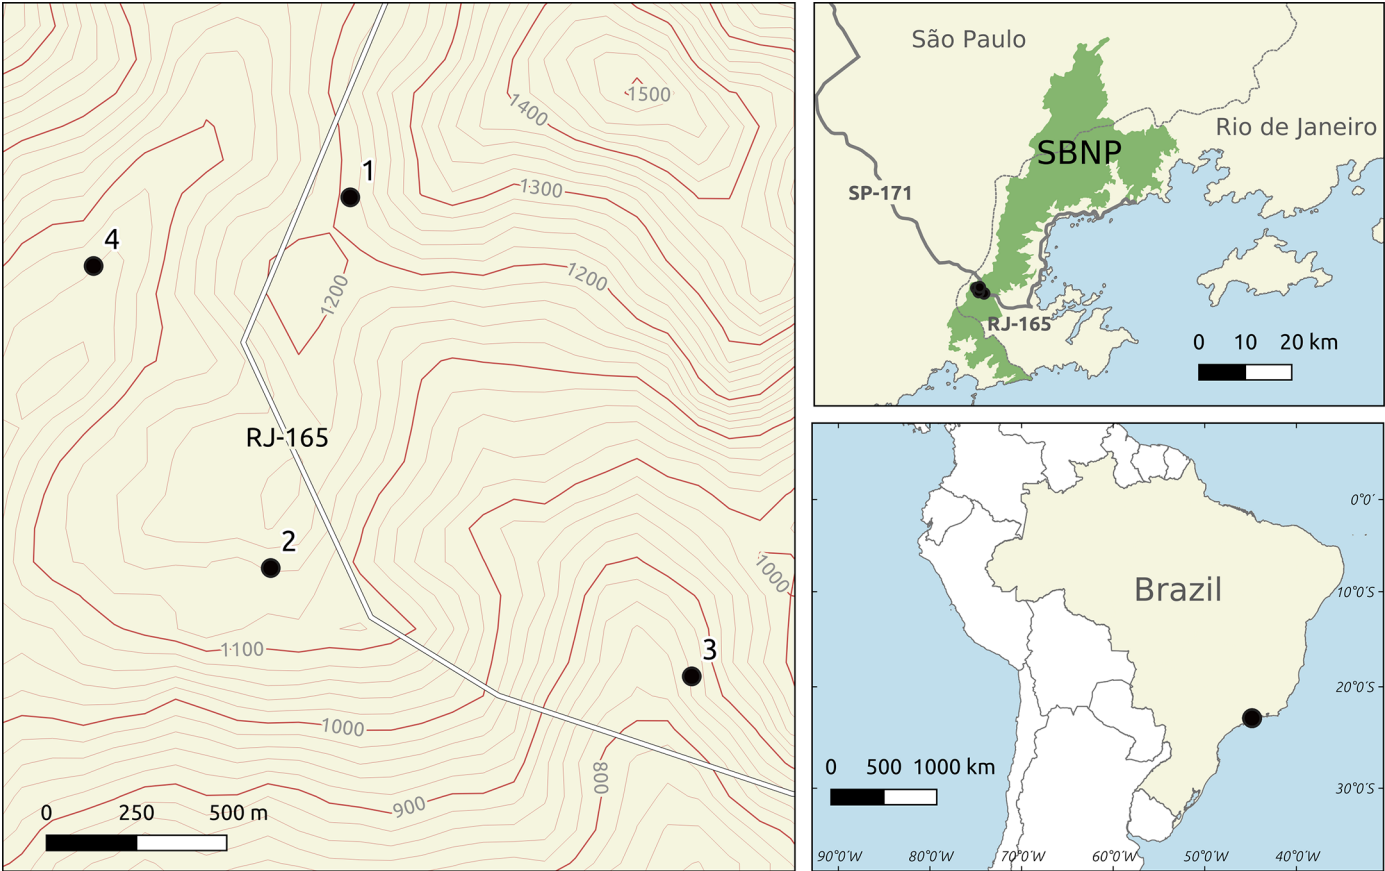 1500
1400
1
1300
4
1200
1200
RJ-165
2
1000
1100
3
1000
800
900
0 250 500 m
São Paulo
Rio de Janeiro
SBNP
SP-171
RJ-165
0 10 20 km
0°0′
Brazil
10°0′S
20°0′S
0 500 1000 km
30°0′S
90°0′W 80°0′W 70°0′W 60°0′W 50°0′W 40°0′W